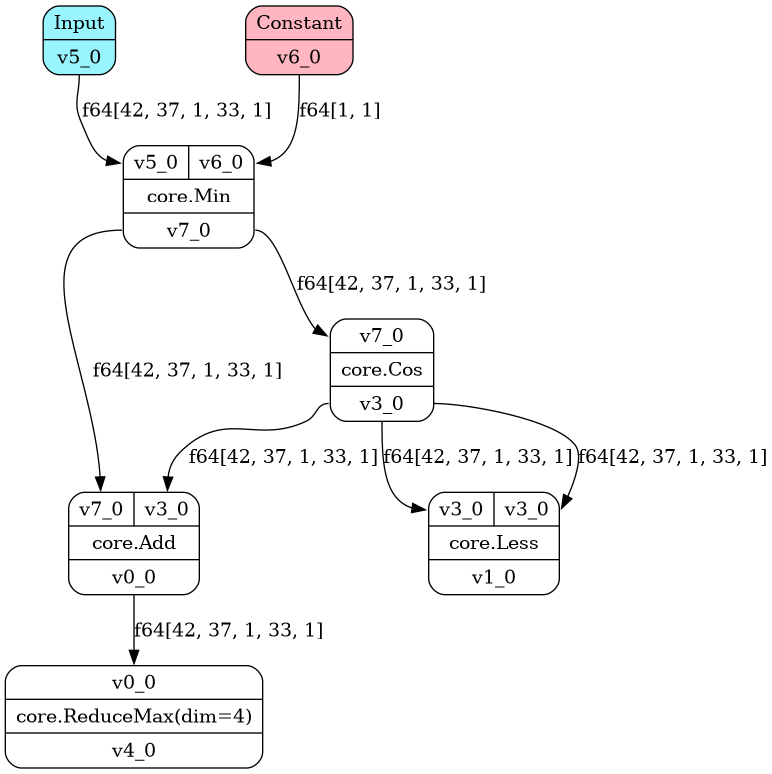 Input
v5_0
Constant
v6_0
f64[42, 37, 1, 33, 1]
f64[1, 1]
v5_0
v6_0
core.Min
v7_0
f64[42, 37, 1, 33, 1]
f64[42, 37, 1, 33, 1]
v7_0
core.Cos
v3_0
f64[42, 37, 1, 33, 1]
f64[42, 37, 1, 33, 1]
f64[42, 37, 1, 33, 1]
v7_0
v3_0
core.Add
v0_0
v3_0
v3_0
core.Less
v1_0
f64[42, 37, 1, 33, 1]
v0_0
core.ReduceMax(dim=4)
v4_0